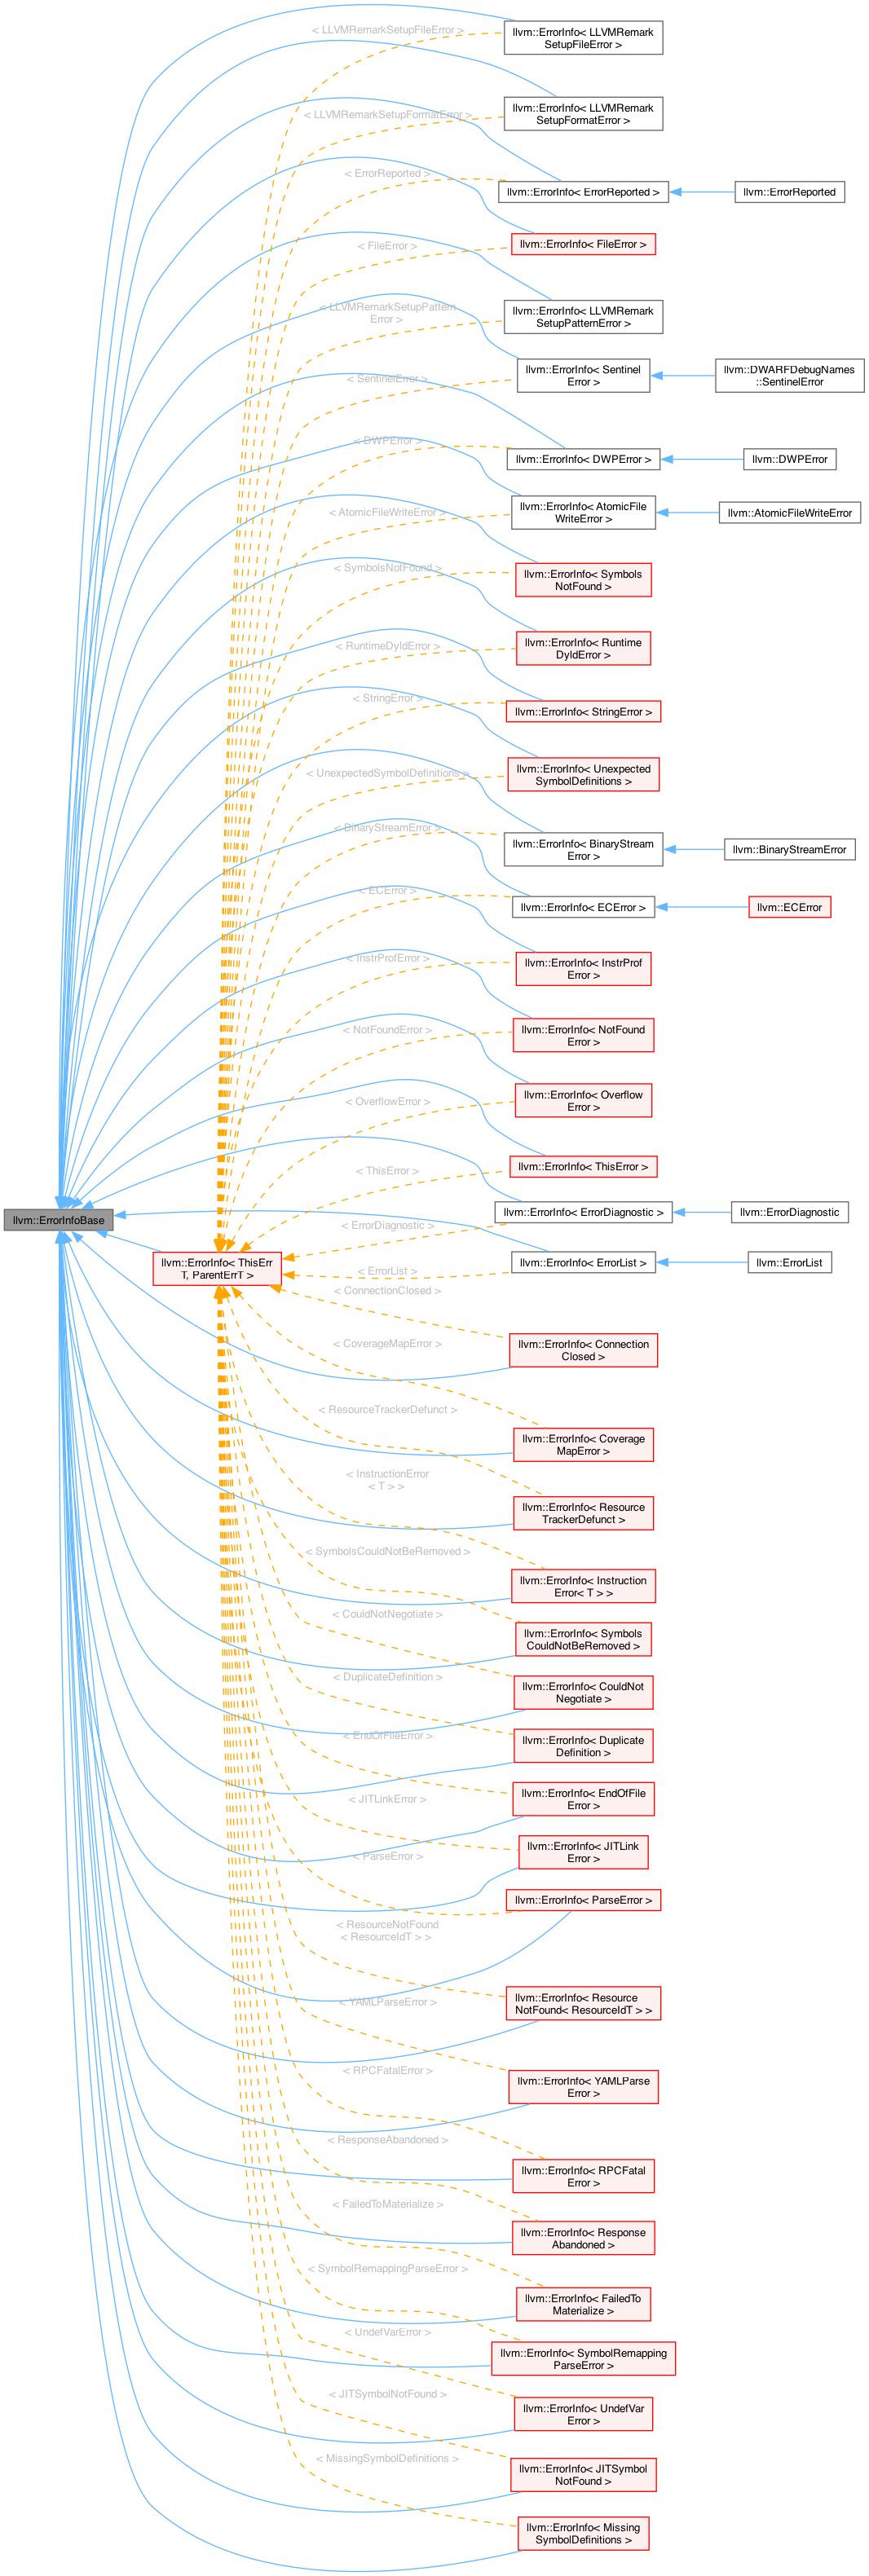 < LLVMRemarkSetupFileError >
llvm::ErrorInfo< LLVMRemark
SetupFileError >
< LLVMRemarkSetupFormatError >
llvm::ErrorInfo< LLVMRemark
SetupFormatError >
< ErrorReported >
llvm::ErrorInfo< ErrorReported >
llvm::ErrorReported
< FileError >
llvm::ErrorInfo< FileError >
< LLVMRemarkSetupPattern
Error >
llvm::ErrorInfo< LLVMRemark
SetupPatternError >
< SentinelError >
llvm::ErrorInfo< Sentinel
Error >
llvm::DWARFDebugNames
::SentinelError
< DWPError >
llvm::ErrorInfo< DWPError >
llvm::DWPError
< AtomicFileWriteError >
llvm::ErrorInfo< AtomicFile
WriteError >
llvm::AtomicFileWriteError
< SymbolsNotFound >
llvm::ErrorInfo< Symbols
NotFound >
< RuntimeDyldError >
llvm::ErrorInfo< Runtime
DyldError >
< StringError >
llvm::ErrorInfo< StringError >
< UnexpectedSymbolDefinitions >
llvm::ErrorInfo< Unexpected
SymbolDefinitions >
< BinaryStreamError >
llvm::ErrorInfo< BinaryStream
Error >
llvm::BinaryStreamError
< ECError >
llvm::ErrorInfo< ECError >
llvm::ECError
< InstrProfError >
llvm::ErrorInfo< InstrProf
Error >
< NotFoundError >
llvm::ErrorInfo< NotFound
Error >
< OverflowError >
llvm::ErrorInfo< Overflow
Error >
< ThisError >
llvm::ErrorInfo< ThisError >
llvm::ErrorInfoBase
< ErrorDiagnostic >
llvm::ErrorInfo< ErrorDiagnostic >
llvm::ErrorDiagnostic
llvm::ErrorInfo< ThisErr
T, ParentErrT >
< ErrorList >
llvm::ErrorInfo< ErrorList >
llvm::ErrorList
< ConnectionClosed >
llvm::ErrorInfo< Connection
Closed >
< CoverageMapError >
llvm::ErrorInfo< Coverage
MapError >
< ResourceTrackerDefunct >
llvm::ErrorInfo< Resource
TrackerDefunct >
< InstructionError
< T > >
llvm::ErrorInfo< Instruction
Error< T > >
< SymbolsCouldNotBeRemoved >
llvm::ErrorInfo< Symbols
CouldNotBeRemoved >
< CouldNotNegotiate >
llvm::ErrorInfo< CouldNot
Negotiate >
< DuplicateDefinition >
llvm::ErrorInfo< Duplicate
Definition >
< EndOfFileError >
llvm::ErrorInfo< EndOfFile
Error >
< JITLinkError >
llvm::ErrorInfo< JITLink
Error >
< ParseError >
llvm::ErrorInfo< ParseError >
< ResourceNotFound
< ResourceIdT > >
llvm::ErrorInfo< Resource
NotFound< ResourceIdT > >
< YAMLParseError >
llvm::ErrorInfo< YAMLParse
Error >
< RPCFatalError >
llvm::ErrorInfo< RPCFatal
Error >
< ResponseAbandoned >
llvm::ErrorInfo< Response
Abandoned >
< FailedToMaterialize >
llvm::ErrorInfo< FailedTo
Materialize >
< SymbolRemappingParseError >
llvm::ErrorInfo< SymbolRemapping
ParseError >
< UndefVarError >
llvm::ErrorInfo< UndefVar
Error >
< JITSymbolNotFound >
llvm::ErrorInfo< JITSymbol
NotFound >
< MissingSymbolDefinitions >
llvm::ErrorInfo< Missing
SymbolDefinitions >